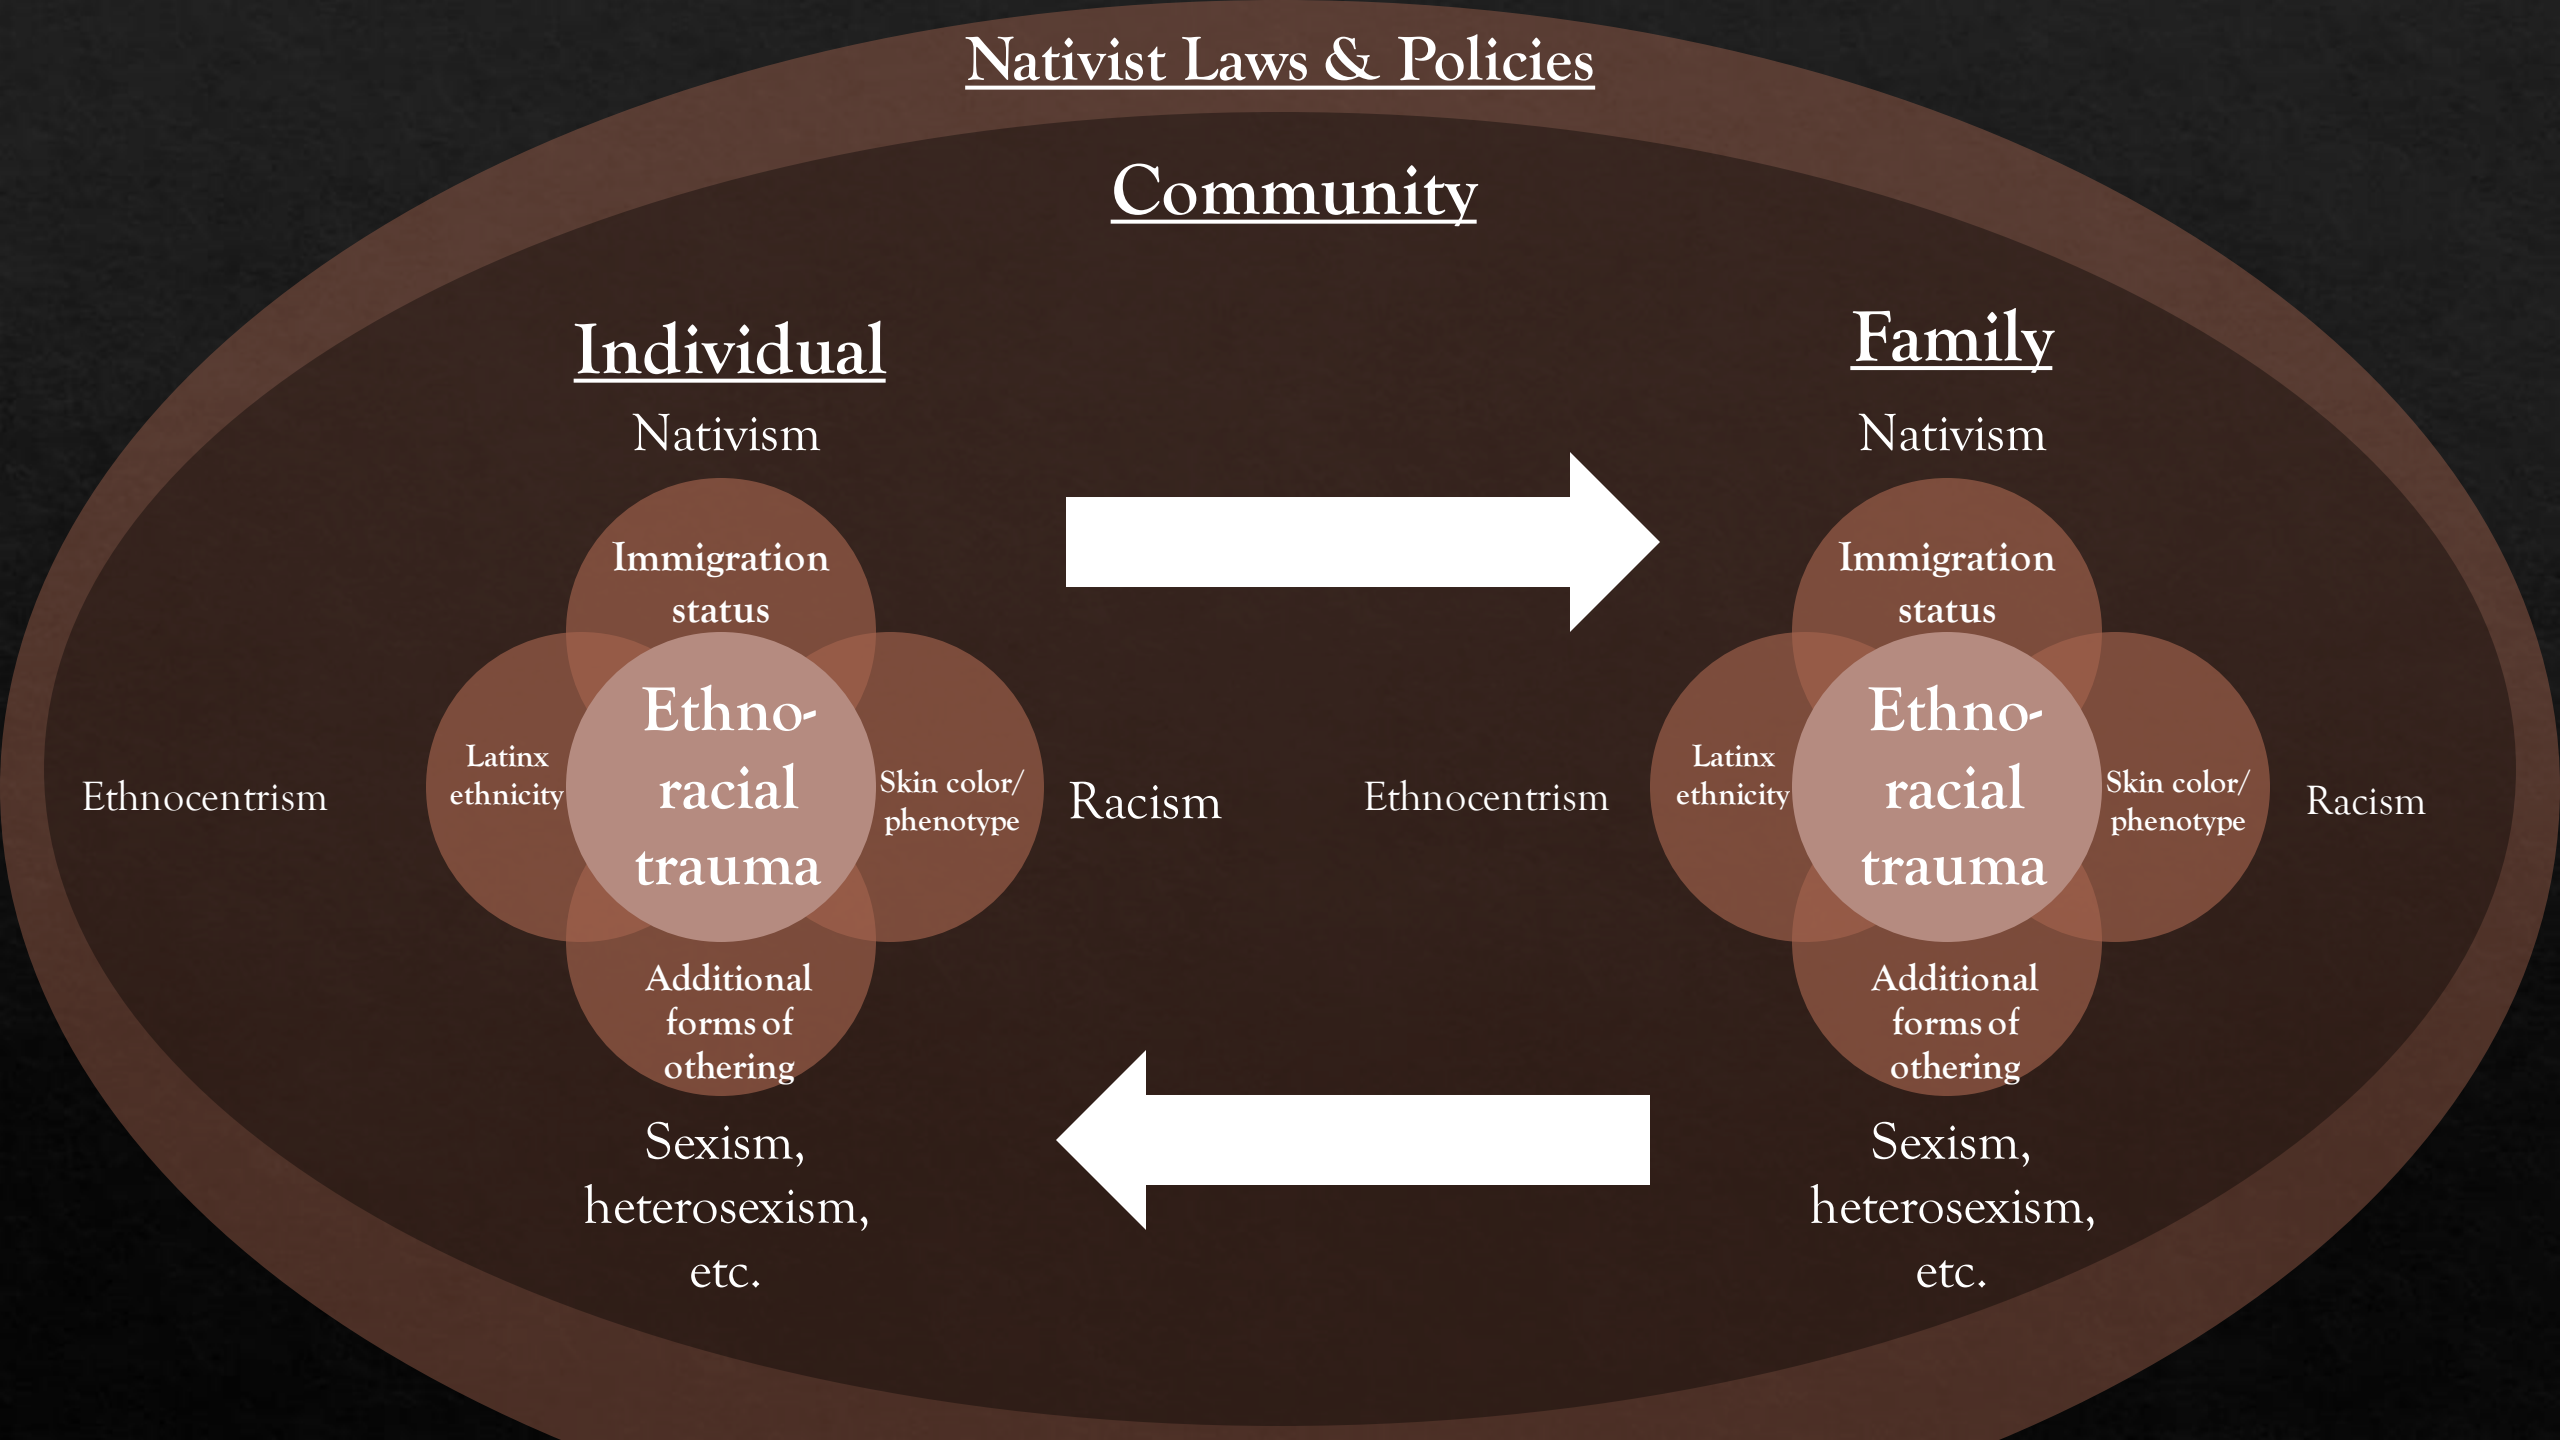 Nativist Laws & Policies
Community
Individual
Nativism
Immigration
status
Ethnocentrism
Latinx
ethnicity
Ethno-
racial
trauma
Skin color/
phenotype
Racism
Additional
forms of
othering
Sexism,
heterosexism,
etc.
Family
Nativism
Immigration
status
Ethnocentrism
Latinx
ethnicity
Ethno-
racial
trauma
Skin color/
phenotype
Racism
Additional
forms of
othering
Sexism,
heterosexism,
etc.